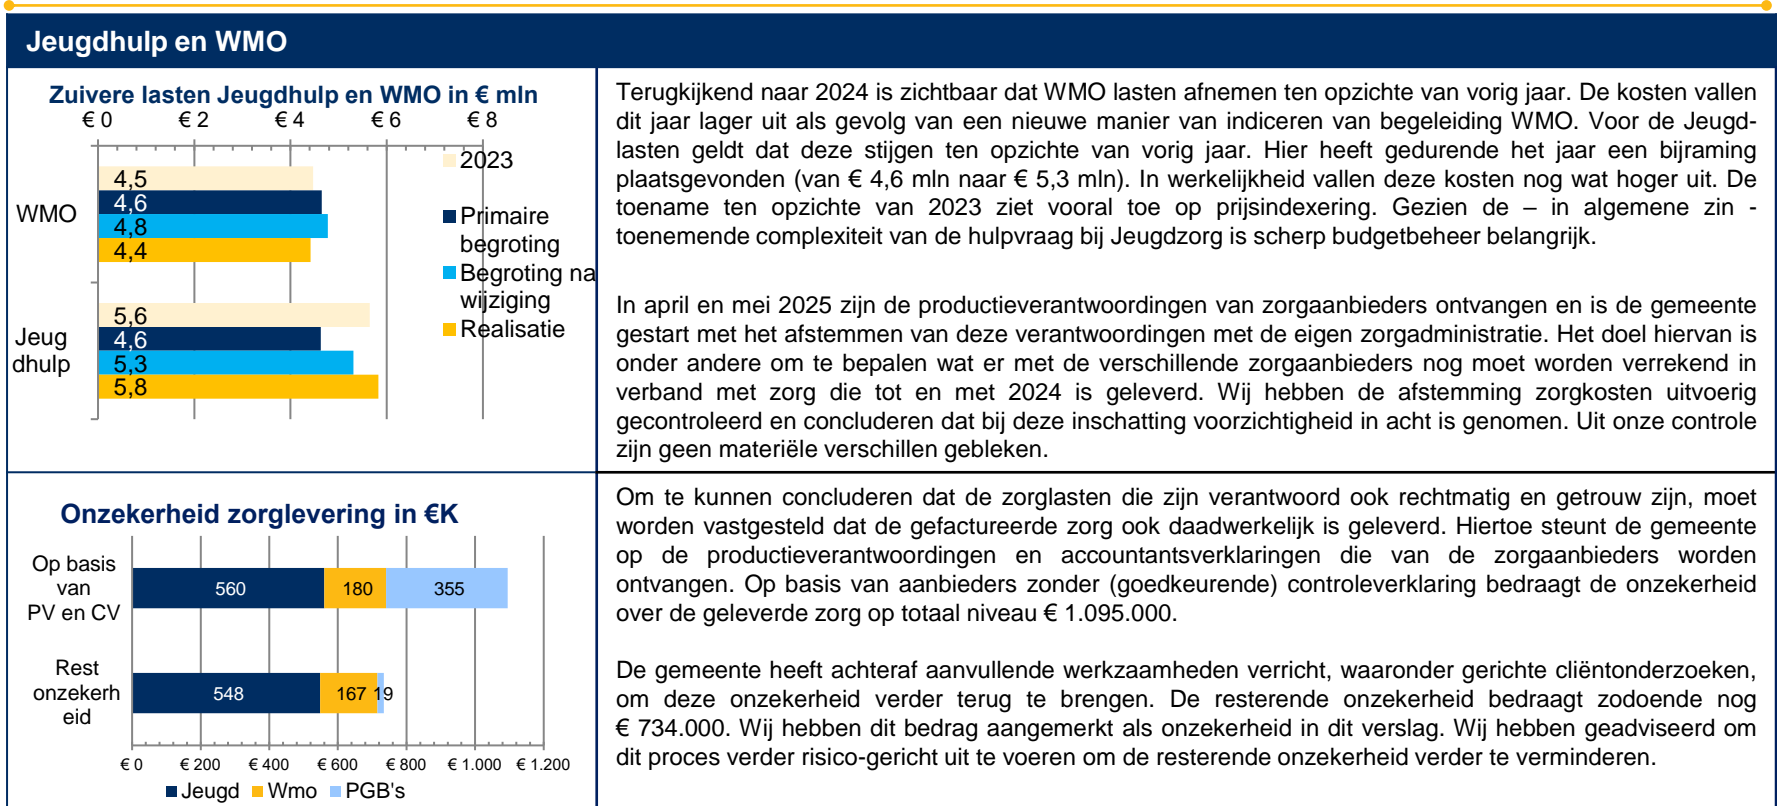 Jeugdhulp en WMO
Zuivere lasten Jeugdhulp en WMO in € mln
€ 0 € 2 € 4 € 6 € 8
WMO
4,5
4,6
4,8
4,4
Jeug
dhulp
5,6
4,6
5,3
5,8
2023
Primaire
begroting
Begroting na
wijziging
Realisatie
Terugkijkend naar 2024 is zichtbaar dat WMO lasten afnemen ten opzichte van vorig jaar. De kosten vallen
dit jaar lager uit als gevolg van een nieuwe manier van indiceren van begeleiding WMO. Voor de Jeugd-
lasten geldt dat deze stijgen ten opzichte van vorig jaar. Hier heeft gedurende het jaar een bijraming
plaatsgevonden (van € 4,6 mln naar € 5,3 mln). In werkelijkheid vallen deze kosten nog wat hoger uit. De
toename ten opzichte van 2023 ziet vooral toe op prijsindexering. Gezien de – in algemene zin -
toenemende complexiteit van de hulpvraag bij Jeugdzorg is scherp budgetbeheer belangrijk.
In april en mei 2025 zijn de productieverantwoordingen van zorgaanbieders ontvangen en is de gemeente
gestart met het afstemmen van deze verantwoordingen met de eigen zorgadministratie. Het doel hiervan is
onder andere om te bepalen wat er met de verschillende zorgaanbieders nog moet worden verrekend in
verband met zorg die tot en met 2024 is geleverd. Wij hebben de afstemming zorgkosten uitvoerig
gecontroleerd en concluderen dat bij deze inschatting voorzichtigheid in acht is genomen. Uit onze controle
zijn geen materiële verschillen gebleken.
Onzekerheid zorglevering in €K
Op basis
van
PV en CV
560 180 355
Rest
onzekerh
eid
548 167 19
€ 0 € 200 € 400 € 600 € 800 € 1.000 € 1.200
Jeugd Wmo PGB's
Om te kunnen concluderen dat de zorglasten die zijn verantwoord ook rechtmatig en getrouw zijn, moet
worden vastgesteld dat de gefactureerde zorg ook daadwerkelijk is geleverd. Hiertoe steunt de gemeente
op de productieverantwoordingen en accountantsverklaringen die van de zorgaanbieders worden
ontvangen. Op basis van aanbieders zonder (goedkeurende) controleverklaring bedraagt de onzekerheid
over de geleverde zorg op totaal niveau € 1.095.000.
De gemeente heeft achteraf aanvullende werkzaamheden verricht, waaronder gerichte cliëntonderzoeken,
om deze onzekerheid verder terug te brengen. De resterende onzekerheid bedraagt zodoende nog
€ 734.000. Wij hebben dit bedrag aangemerkt als onzekerheid in dit verslag. Wij hebben geadviseerd om
dit proces verder risico-gericht uit te voeren om de resterende onzekerheid verder te verminderen.